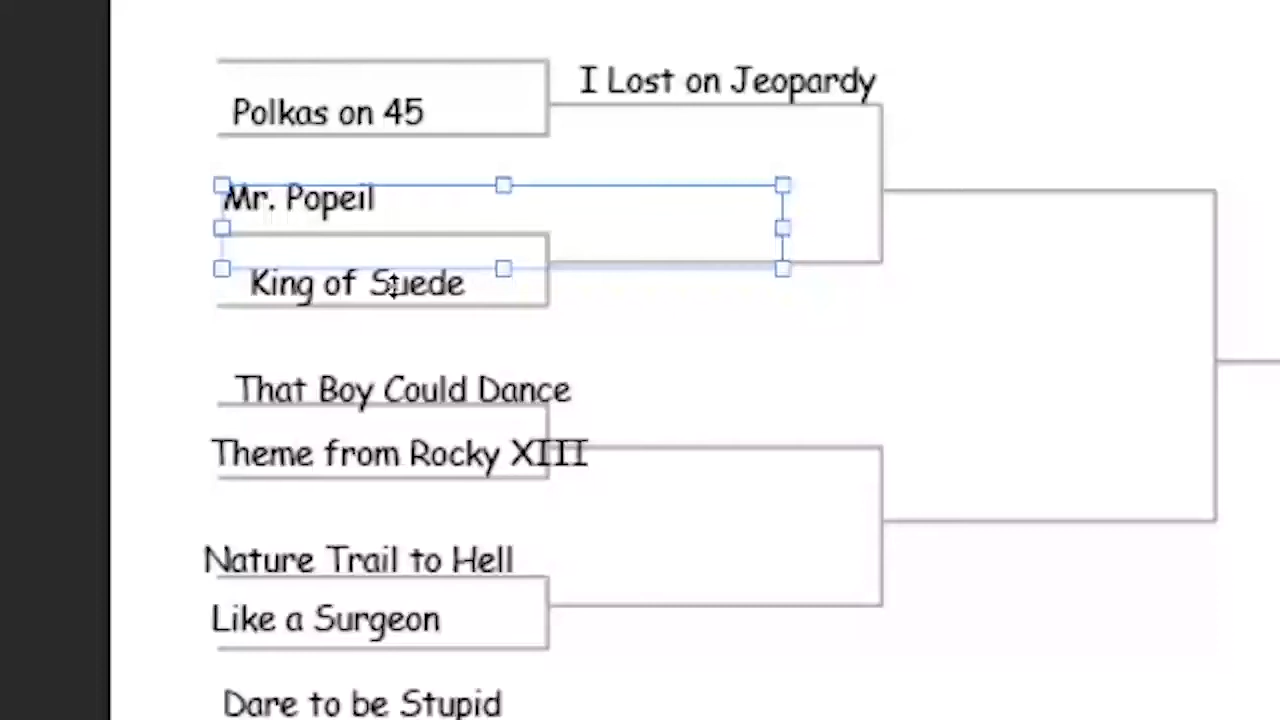 I Lost on Jeopardy
Polkas on 45
Mr. Popeil
King of Suede
That Boy Could Dance
Theme from Rocky XIII
Nature Trail to Hell
Like a Surgeon
Dare to be Stupid